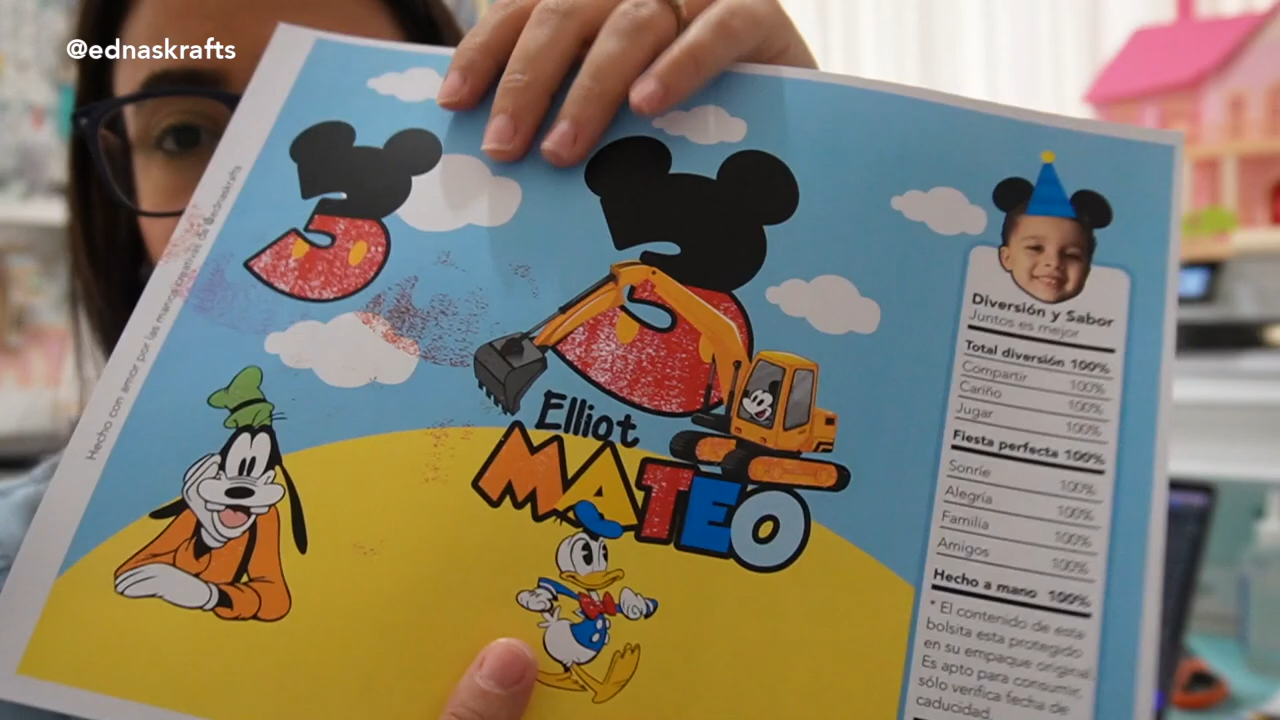 @ednaskrafts
Hecho con amor por las manos creativas de @ednaskrafts
3
3
Elliot
MATEO
Diversión y Sabor
Juntos es mejor
Total diversión 100%
Compartir 100%
Cariño 100%
Jugar 100%
Fiesta perfecta 100%
Sonríe 100%
Alegría 100%
Familia 100%
Amigos 100%
Hecho a mano 100%
* El contenido de esta
bolsita esta protegido
en su empaque original
Es apto para consumir,
sólo verifica fecha de
caducidad.